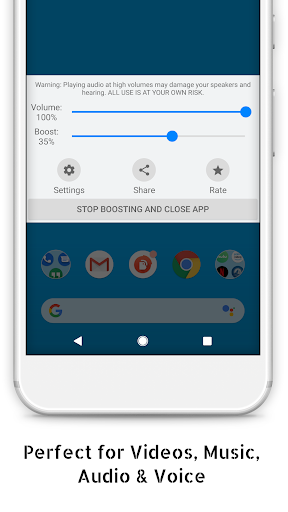 Warning: Playing audio at high volumes may damage your speakers and
hearing. ALL USE IS AT YOUR OWN RISK.
Volume:
100%
Boost:
35%
Settings
Share
Rate
STOP BOOSTING AND CLOSE APP
Perfect for Videos, Music,
Audio & Voice